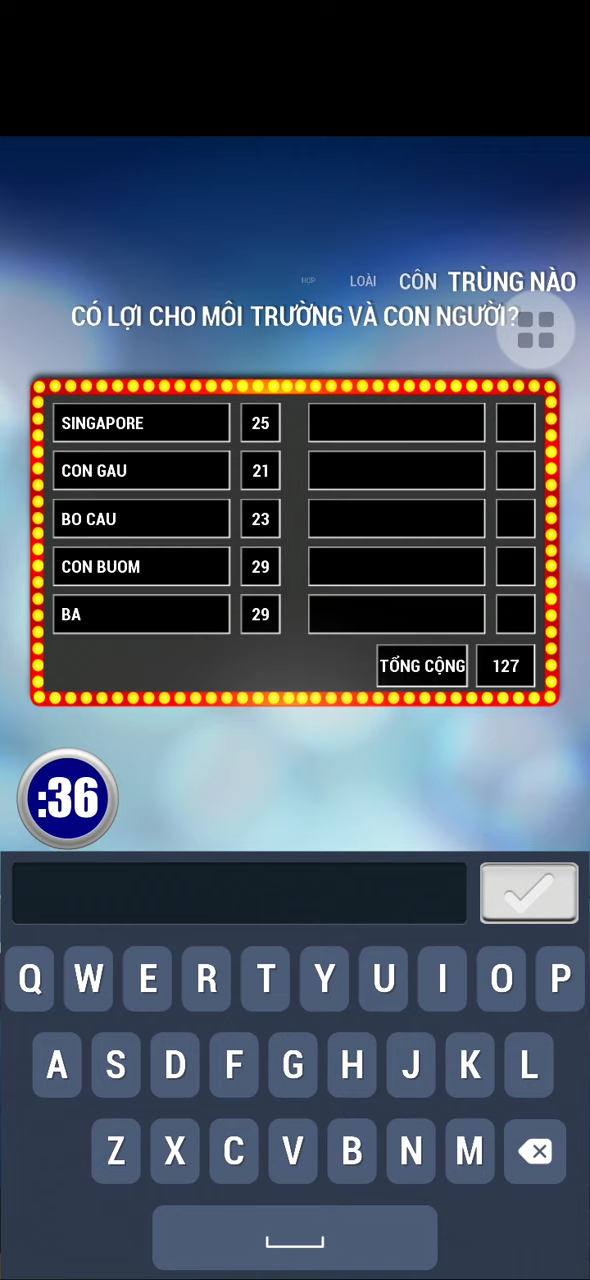 HỢP LOÀI CÔN TRÙNG NÀO
CÓ LỢI CHO MÔI TRƯỜNG VÀ CON NGƯỜI?
SINGAPORE 25
CON GAU 21
BO CAU 23
CON BUOM 29
BA 29
TỔNG CỘNG 127
:36
Q W E R T Y U I O P
A S D F G H J K L
Z X C V B N M